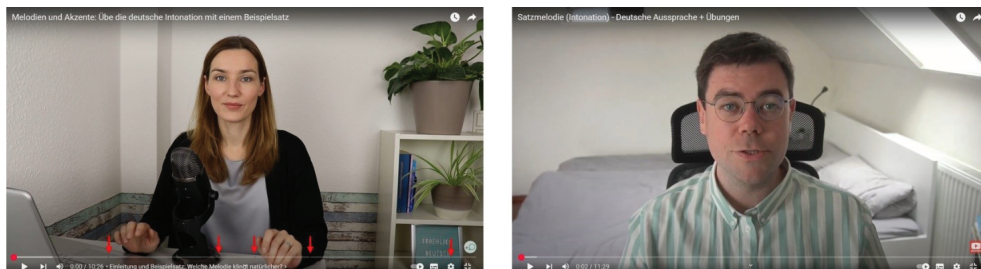 Melodien und Akzente: Übe die deutsche Intonation mit einem Beispielsatz
0:00 / 10:26 • Einleitung und Beispielsatz: Welche Melodie klingt natürlicher? ›
Satzmelodie (Intonation) - Deutsche Aussprache + Übungen
0:02 / 11:29